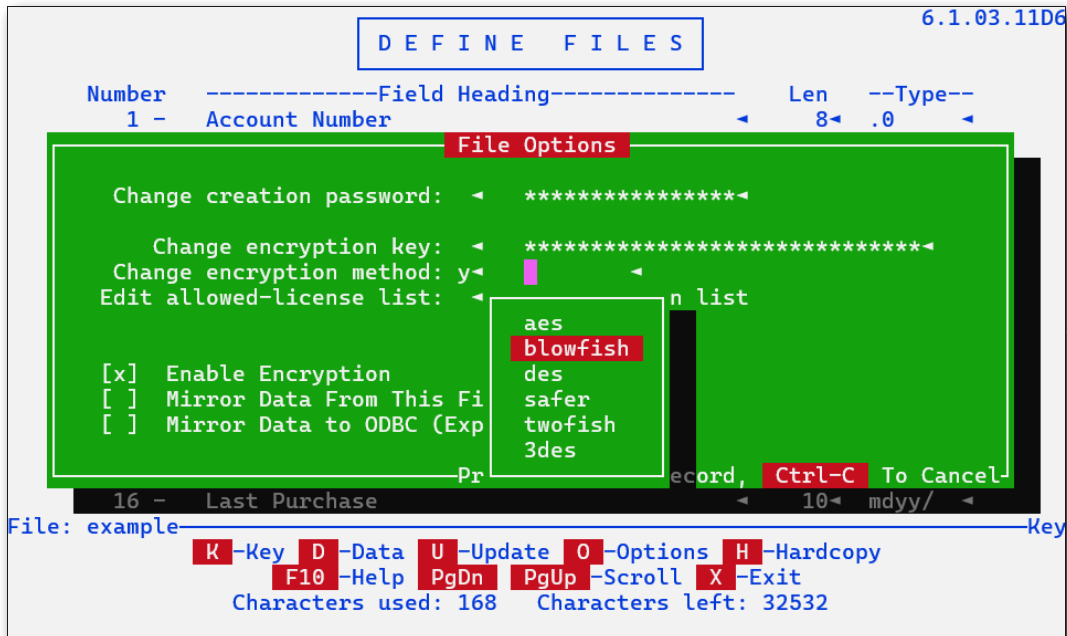 6.1.03.11D6
D E F I N E   F I L E S
Number -------------Field Heading-------------- Len --Type--
1 - Account Number ◄ 8◄ .0 ◄
File Options
Change creation password: ◄ ****************◄
Change encryption key: ◄ ******************************◄
Change encryption method: y◄ ◄
Edit allowed-license list: ◄ n list
aes
blowfish
[x] Enable Encryption des
[ ] Mirror Data From This Fi safer
[ ] Mirror Data to ODBC (Exp twofish
3des
Pr ecord, Ctrl-C To Cancel
16 - Last Purchase ◄ 10◄ mdyy/ ◄
File: example Key
K -Key D -Data U -Update O -Options H -Hardcopy
F10 -Help PgDn PgUp -Scroll X -Exit
Characters used: 168 Characters left: 32532